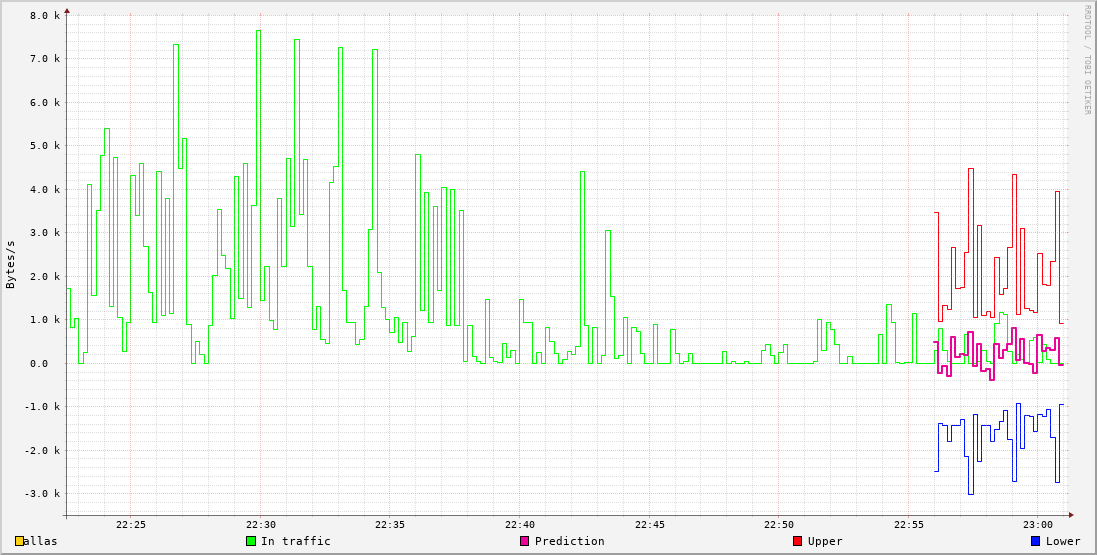 RRDTOOL / TOBI OETIKER
Bytes/s
8.0 k
7.0 k
6.0 k
5.0 k
4.0 k
3.0 k
2.0 k
1.0 k
0.0
-1.0 k
-2.0 k
-3.0 k
22:25 22:30 22:35 22:40 22:45 22:50 22:55 23:00
allas In traffic Prediction Upper Lower